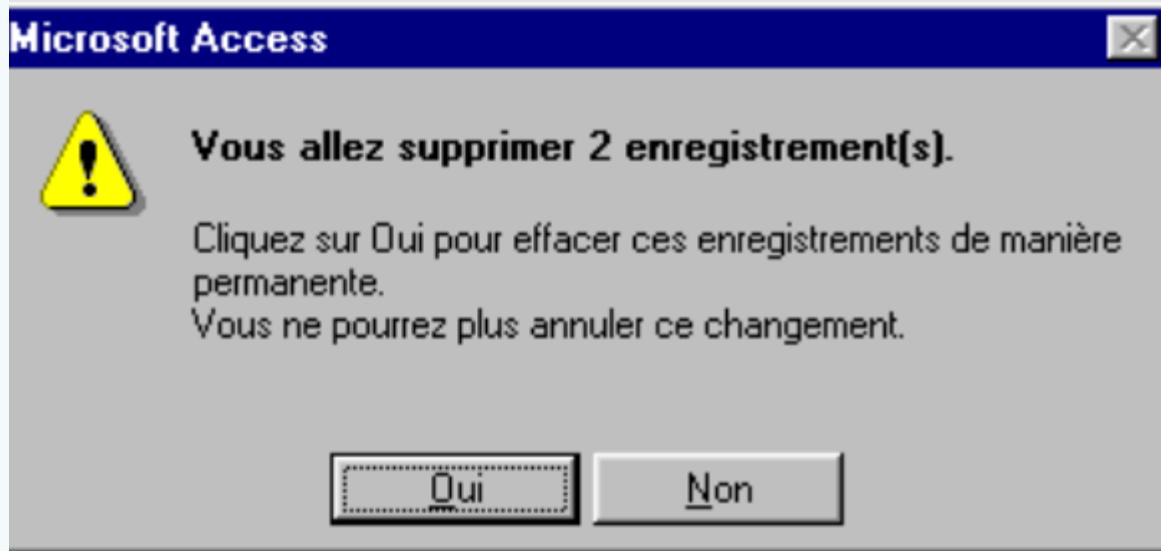 Microsoft Access
Vous allez supprimer 2 enregistrement(s).
Cliquez sur Oui pour effacer ces enregistrements de manière
permanente.
Vous ne pourrez plus annuler ce changement.
Oui
Non